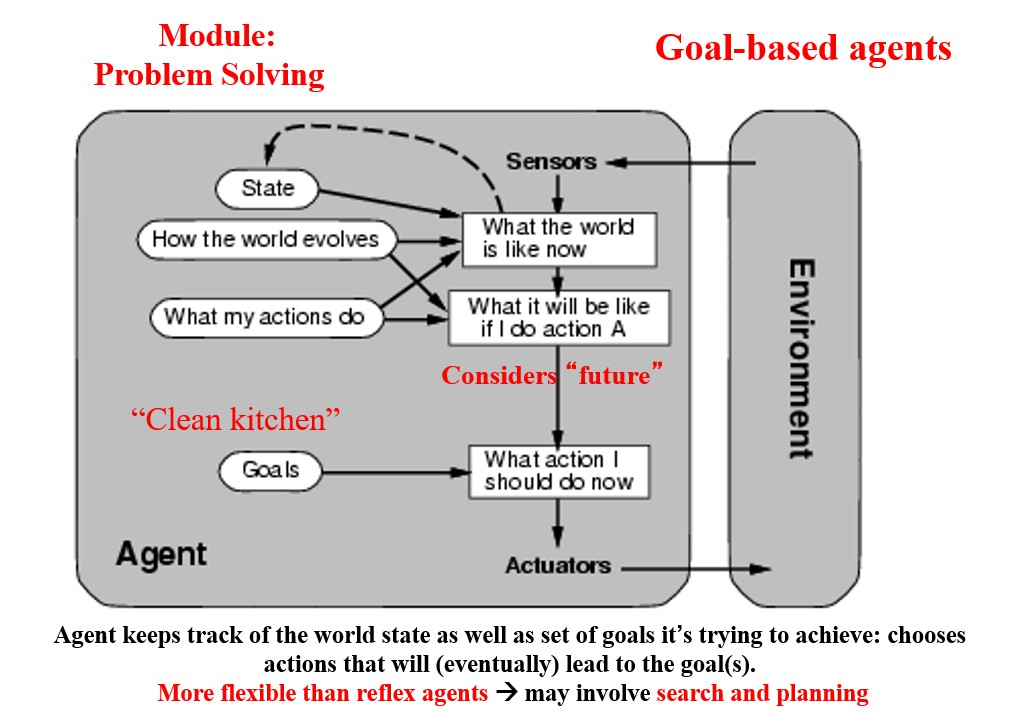 Module:
Problem Solving
Goal-based agents
Sensors
State
What the world
is like now
How the world evolves
What it will be like
if I do action A
What my actions do
Considers “future”
“Clean kitchen”
What action I
should do now
Goals
Agent
Actuators
Environment
Agent keeps track of the world state as well as set of goals it’s trying to achieve: chooses
actions that will (eventually) lead to the goal(s).
More flexible than reflex agents → may involve search and planning